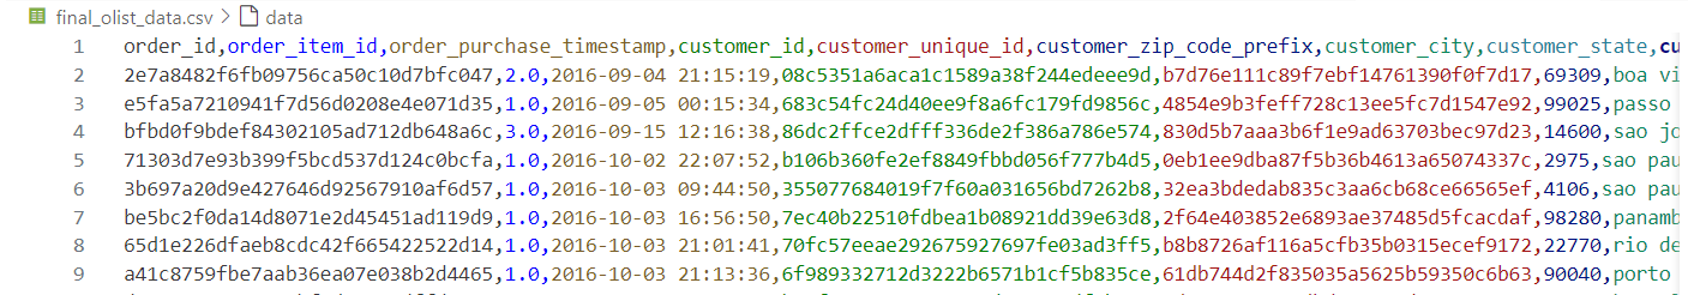 final_olist_data.csv > data
1 order_id,order_item_id,order_purchase_timestamp,customer_id,customer_unique_id,customer_zip_code_prefix,customer_city,customer_state,cu
2 2e7a8482f6fb09756ca50c10d7bfc047,2.0,2016-09-04 21:15:19,08c5351a6aca1c1589a38f244edeee9d,b7d76e111c89f7ebf14761390f0f7d17,69309,boa vi
3 e5fa5a7210941f7d56d0208e4e071d35,1.0,2016-09-05 00:15:34,683c54fc24d40ee9f8a6fc179fd9856c,4854e9b3feff728c13ee5fc7d1547e92,99025,passo
4 bfbd0f9bdef84302105ad712db648a6c,3.0,2016-09-15 12:16:38,86dc2ffce2dfff336de2f386a786e574,830d5b7aaa3b6f1e9ad63703bec97d23,14600,sao jo
5 71303d7e93b399f5bcd537d124c0bcfa,1.0,2016-10-02 22:07:52,b106b360fe2ef8849fbbd056f777b4d5,0eb1ee9dba87f5b36b4613a65074337c,2975,sao pau
6 3b697a20d9e427646d92567910af6d57,1.0,2016-10-03 09:44:50,355077684019f7f60a031656bd7262b8,32ea3bdedab835c3aa6cb68ce66565ef,4106,sao pau
7 be5bc2f0da14d8071e2d45451ad119d9,1.0,2016-10-03 16:56:50,7ec40b22510fdbea1b08921dd39e63d8,2f64e403852e6893ae37485d5fcacdaf,98280,panamb
8 65d1e226dfaeb8cdc42f665422522d14,1.0,2016-10-03 21:01:41,70fc57eeae292675927697fe03ad3ff5,b8b8726af116a5cfb35b0315ecef9172,22770,rio de
9 a41c8759fbe7aab36ea07e038b2d4465,1.0,2016-10-03 21:13:36,6f989332712d3222b6571b1cf5b835ce,61db744d2f835035a5625b59350c6b63,90040,porto